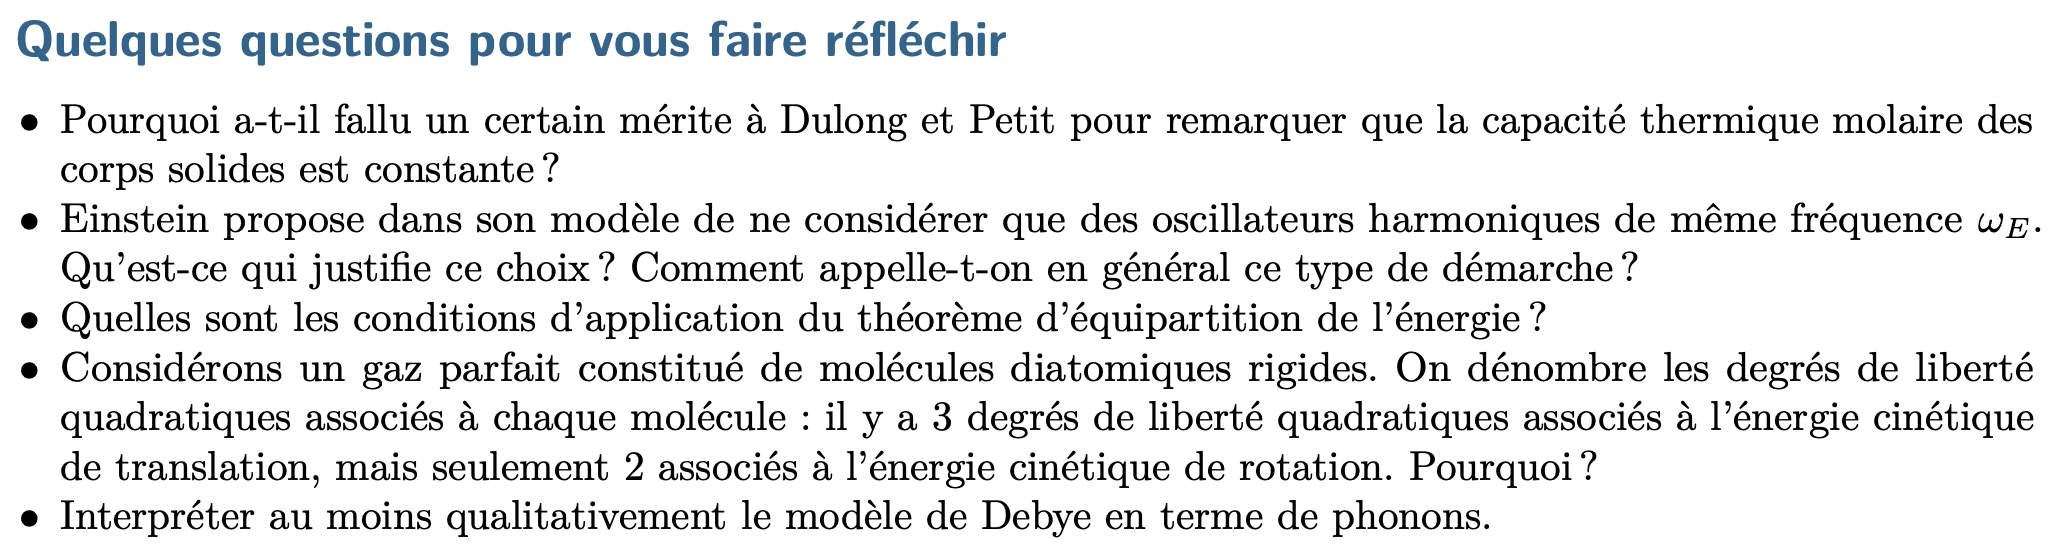 Quelques questions pour vous faire réfléchir
• Pourquoi a-t-il fallu un certain mérite à Dulong et Petit pour remarquer que la capacité thermique molaire des
corps solides est constante ?
• Einstein propose dans son modèle de ne considérer que des oscillateurs harmoniques de même fréquence ω_E.
Qu'est-ce qui justifie ce choix ? Comment appelle-t-on en général ce type de démarche ?
• Quelles sont les conditions d'application du théorème d'équipartition de l'énergie ?
• Considérons un gaz parfait constitué de molécules diatomiques rigides. On dénombre les degrés de liberté
quadratiques associés à chaque molécule : il y a 3 degrés de liberté quadratiques associés à l'énergie cinétique
de translation, mais seulement 2 associés à l'énergie cinétique de rotation. Pourquoi ?
• Interpréter au moins qualitativement le modèle de Debye en terme de phonons.